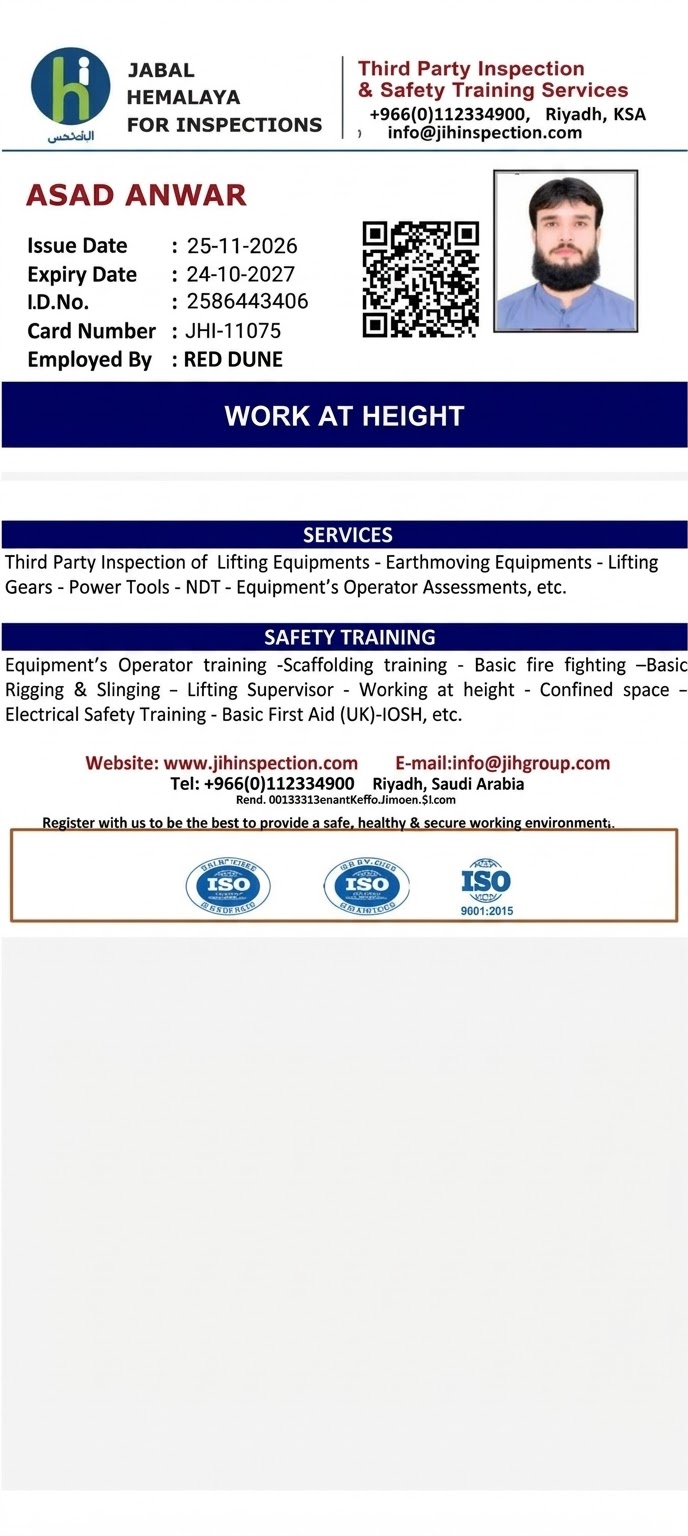 JABAL
HEMALAYA
FOR INSPECTIONS
Third Party Inspection
& Safety Training Services
+966(0)112334900, Riyadh, KSA
info@jihinspection.com
ASAD ANWAR
Issue Date : 25-11-2026
Expiry Date : 24-10-2027
I.D.No. : 2586443406
Card Number : JHI-11075
Employed By : RED DUNE
WORK AT HEIGHT
SERVICES
Third Party Inspection of Lifting Equipments - Earthmoving Equipments - Lifting
Gears - Power Tools - NDT - Equipment's Operator Assessments, etc.
SAFETY TRAINING
Equipment's Operator training -Scaffolding training - Basic fire fighting –Basic
Rigging & Slinging – Lifting Supervisor - Working at height - Confined space –
Electrical Safety Training - Basic First Aid (UK)-IOSH, etc.
Website: www.jihinspection.com E-mail:info@jihgroup.com
Tel: +966(0)112334900 Riyadh, Saudi Arabia
Rend. 00133313enantKeffo.Jimoen.$l.com
Register with us to be the best to provide a safe, healthy & secure working environment.
ISO
ISO
ISO
9001:2015